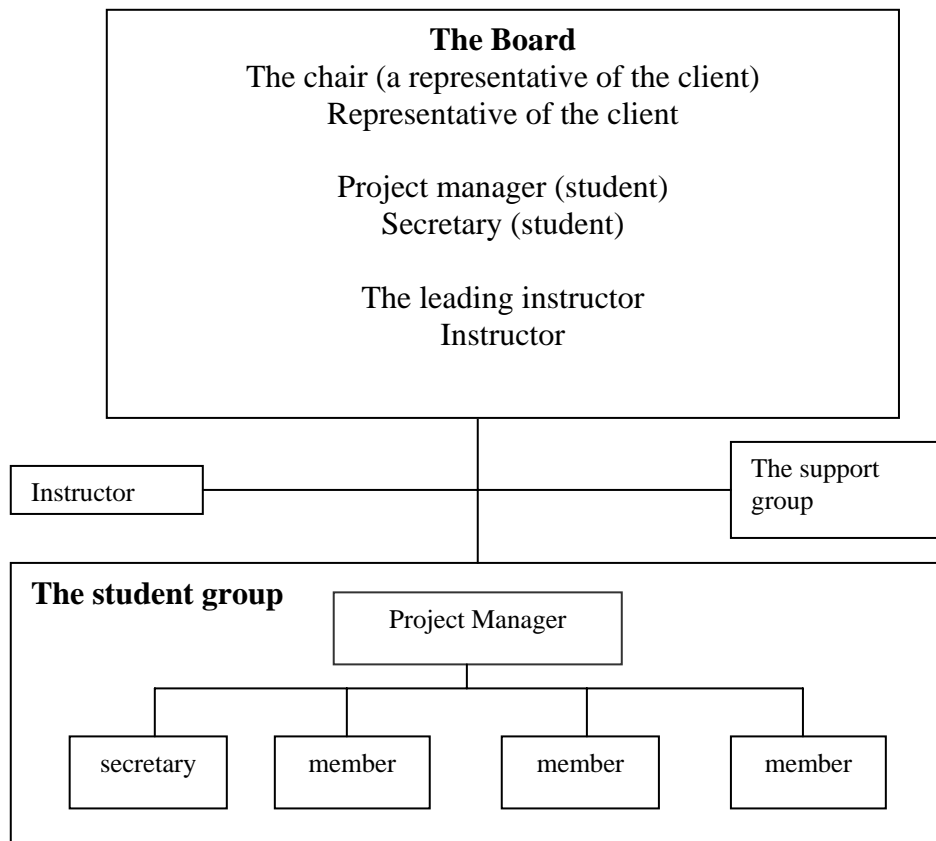 The Board
The chair (a representative of the client)
Representative of the client
Project manager (student)
Secretary (student)
The leading instructor
Instructor
Instructor
The support
group
The student group
Project Manager
secretary
member
member
member